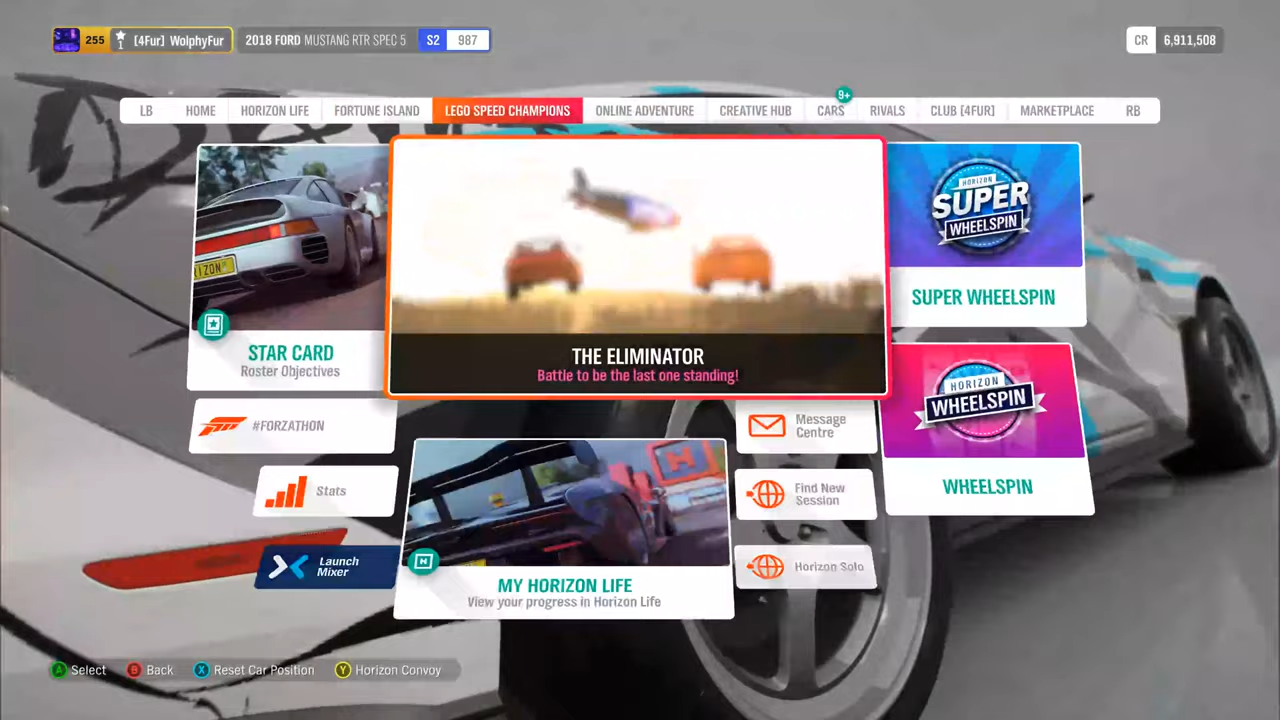 255
1
[4Fur] WolphyFur
2018 FORD MUSTANG RTR SPEC 5
S2
987
CR
6,911,508
LB
HOME
HORIZON LIFE
FORTUNE ISLAND
LEGO SPEED CHAMPIONS
ONLINE ADVENTURE
CREATIVE HUB
CARS
9+
RIVALS
CLUB [4FUR]
MARKETPLACE
RB
STAR CARD
Roster Objectives
THE ELIMINATOR
Battle to be the last one standing!
HORIZON
SUPER
WHEELSPIN
SUPER WHEELSPIN
#FORZATHON
Stats
Launch
Mixer
MY HORIZON LIFE
View your progress in Horizon Life
Message
Centre
Find New
Session
Horizon Solo
HORIZON
WHEELSPIN
WHEELSPIN
A Select
B Back
X Reset Car Position
Y Horizon Convoy